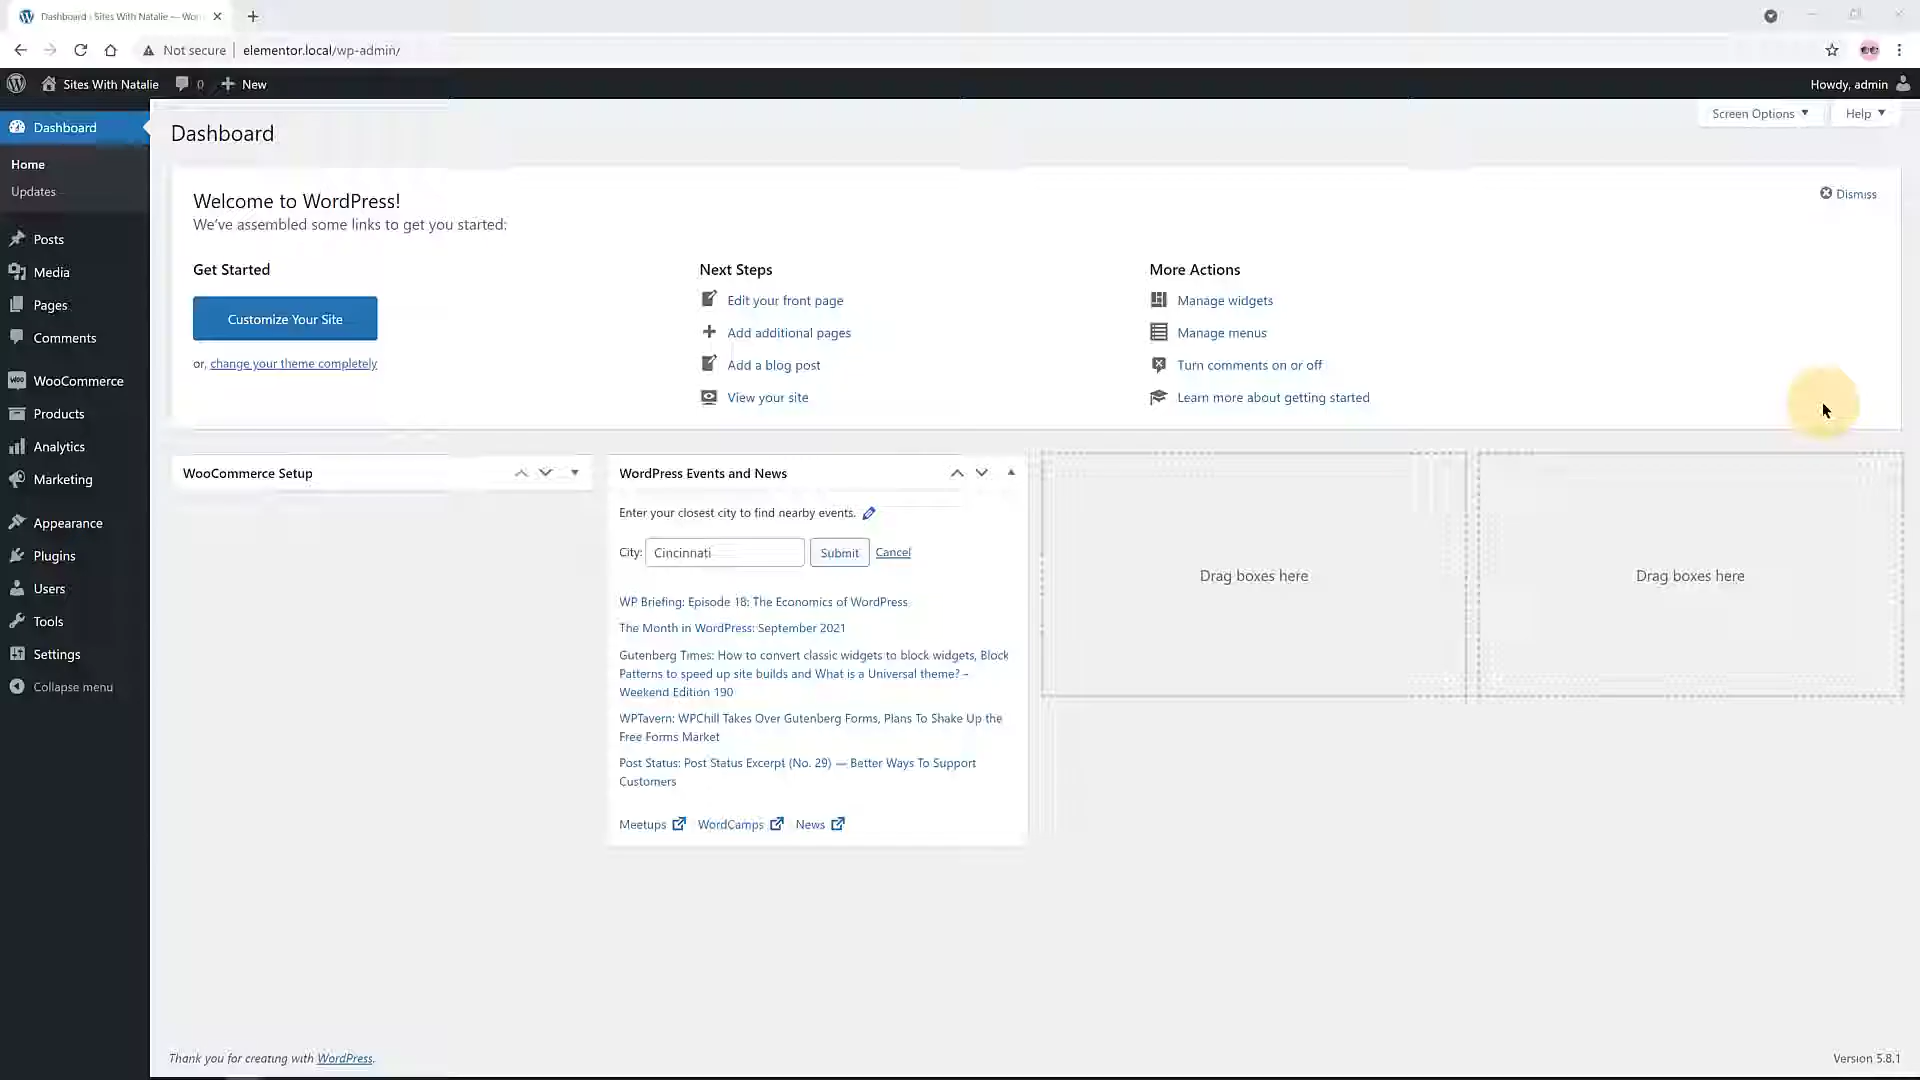 Dashboard ‹ Sites With Natalie — Wor
Not secure
elementor.local/wp-admin/
Sites With Natalie
0
New
Howdy, admin
Dashboard
Home
Updates
Posts
Media
Pages
Comments
WooCommerce
Products
Analytics
Marketing
Appearance
Plugins
Users
Tools
Settings
Collapse menu
Dashboard
Screen Options
Help
Welcome to WordPress!
We've assembled some links to get you started:
Dismiss
Get Started
Customize Your Site
or, change your theme completely
Next Steps
Edit your front page
Add additional pages
Add a blog post
View your site
More Actions
Manage widgets
Manage menus
Turn comments on or off
Learn more about getting started
WooCommerce Setup
WordPress Events and News
Enter your closest city to find nearby events.
City: Cincinnati Submit Cancel
WP Briefing: Episode 18: The Economics of WordPress
The Month in WordPress: September 2021
Gutenberg Times: How to convert classic widgets to block widgets, Block
Patterns to speed up site builds and What is a Universal theme? –
Weekend Edition 190
WPTavern: WPChill Takes Over Gutenberg Forms, Plans To Shake Up the
Free Forms Market
Post Status: Post Status Excerpt (No. 29) — Better Ways To Support
Customers
Meetups WordCamps News
Drag boxes here
Drag boxes here
Thank you for creating with WordPress.
Version 5.8.1